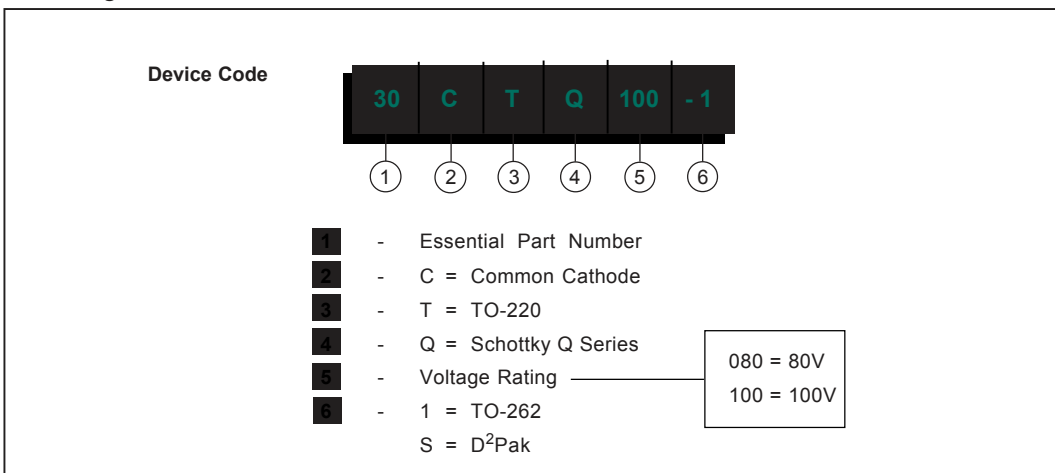 Device Code
30 C T Q 100 - 1
1 2 3 4 5 6
1 - Essential Part Number
2 - C = Common Cathode
3 - T = TO-220
4 - Q = Schottky Q Series
5 - Voltage Rating
080 = 80V
100 = 100V
6 - 1 = TO-262
S = D²Pak